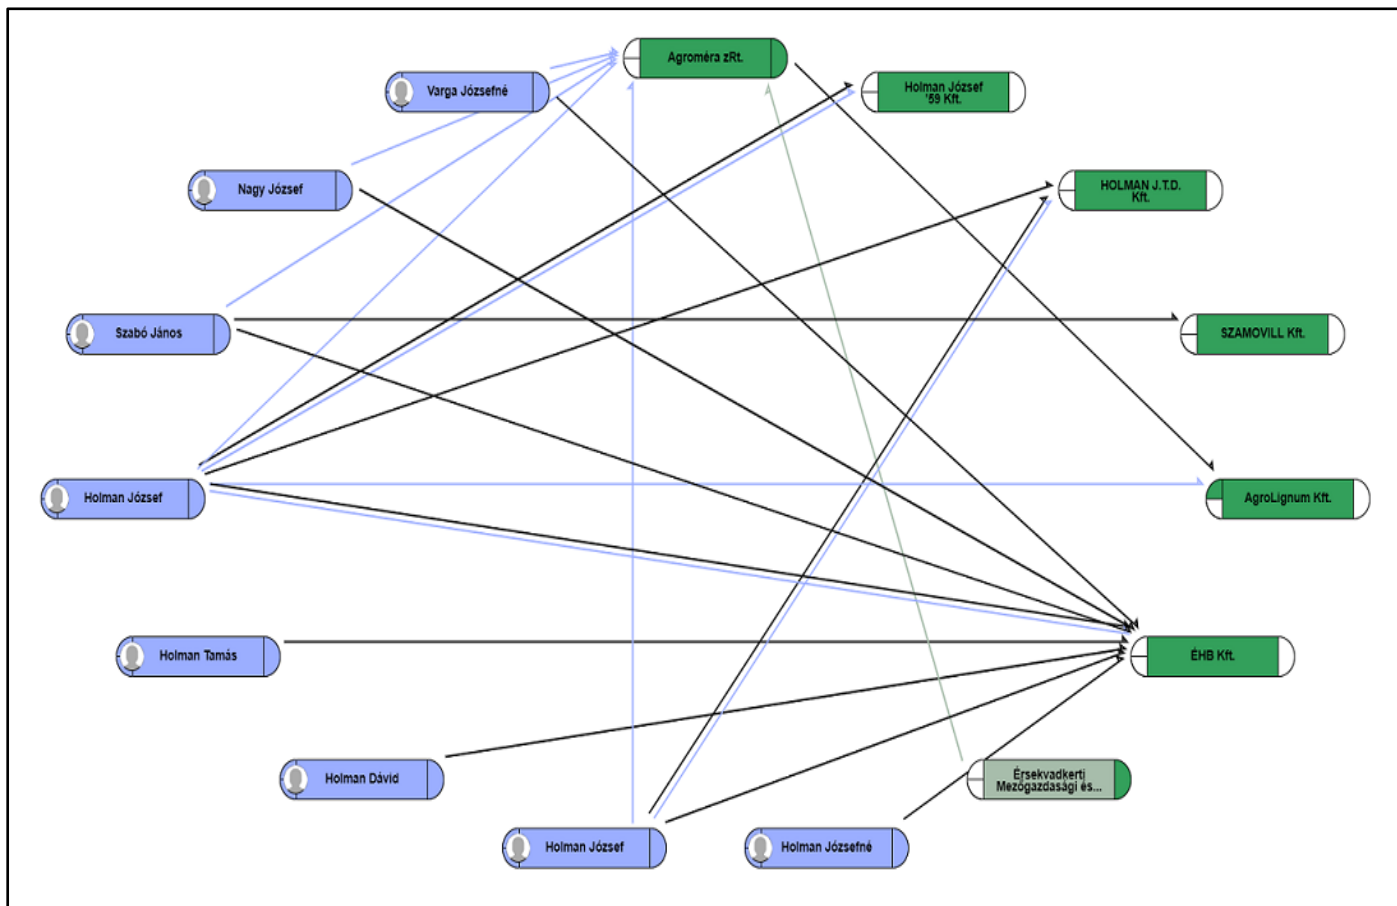 Agroméra zRt.
Varga Józsefné
Holman József
'59 Kft.
Nagy József
HOLMAN J.T.D.
Kft.
Szabó János
SZAMOVILL Kft.
Holman József
AgroLignum Kft.
Holman Tamás
ÉHB Kft.
Holman Dávid
Érsekvadkerti
Mezőgazdasági és...
Holman József
Holman Józsefné